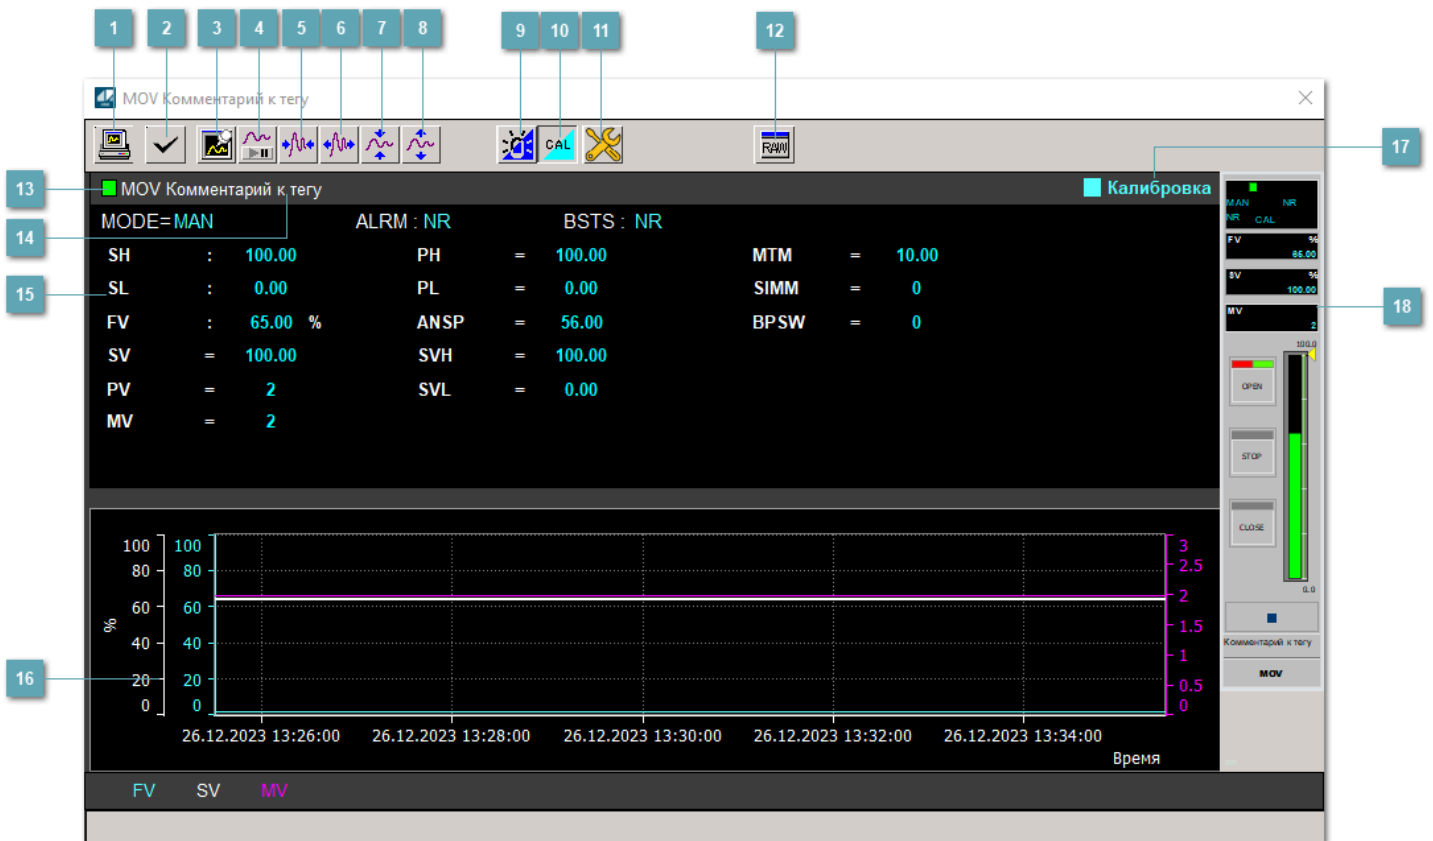 1 2 3 4 5 6 7 8 9 10 11 12
MOV Комментарий к тегу
CAL RAW
17
13
MOV Комментарий к тегу Калибровка
14
MODE=MAN ALRM : NR BSTS : NR
SH : 100.00 PH = 100.00 MTM = 10.00
15
SL : 0.00 PL = 0.00 SIMM = 0
FV : 65.00 % ANSP = 56.00 BPSW = 0
SV = 100.00 SVH = 100.00
PV = 2 SVL = 0.00
MV = 2
MAN NR
NR CAL
FV %
65.00
SV %
100.00
18
MV
2
100.0
OPEN
STOP
CLOSE
0.0
Комментарий к тегу
MOV
16
%
100 100 3
80 80 2.5
60 60 2
40 40 1.5
1
20 20 0.5
0 0 0
26.12.2023 13:26:00 26.12.2023 13:28:00 26.12.2023 13:30:00 26.12.2023 13:32:00 26.12.2023 13:34:00
Время
FV SV MV